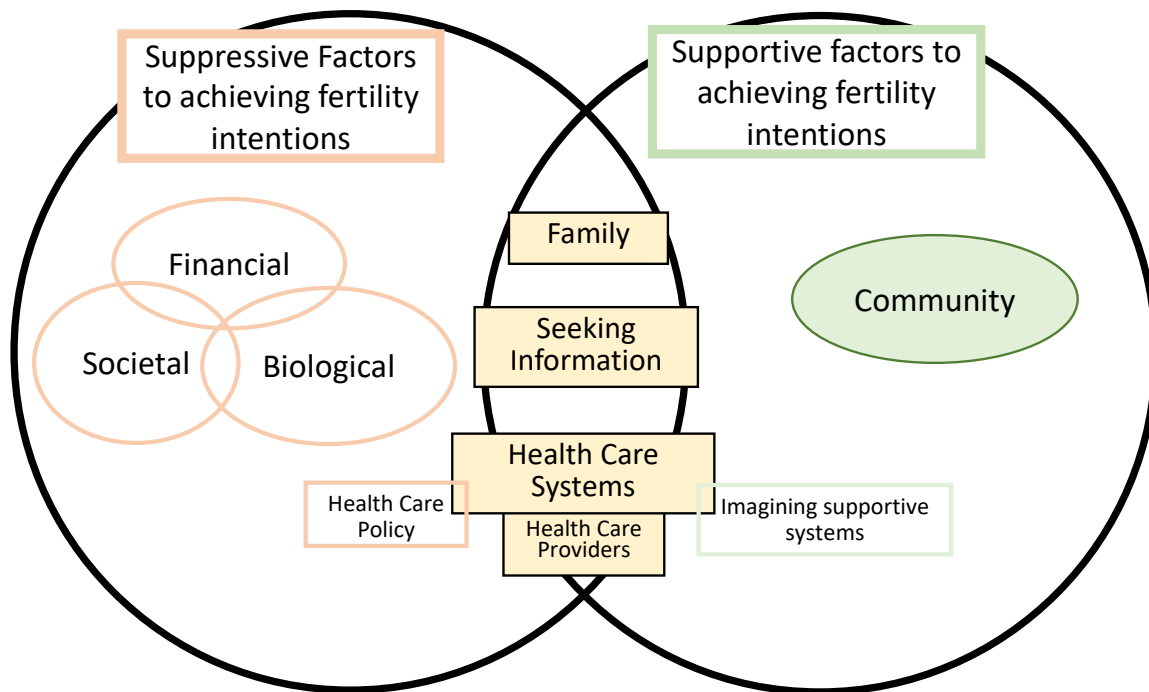 Suppressive Factors
to achieving fertility
intentions
Supportive factors to
achieving fertility
intentions
Family
Financial
Community
Seeking
Information
Societal
Biological
Health Care
Systems
Health Care
Policy
Imagining supportive
systems
Health Care
Providers